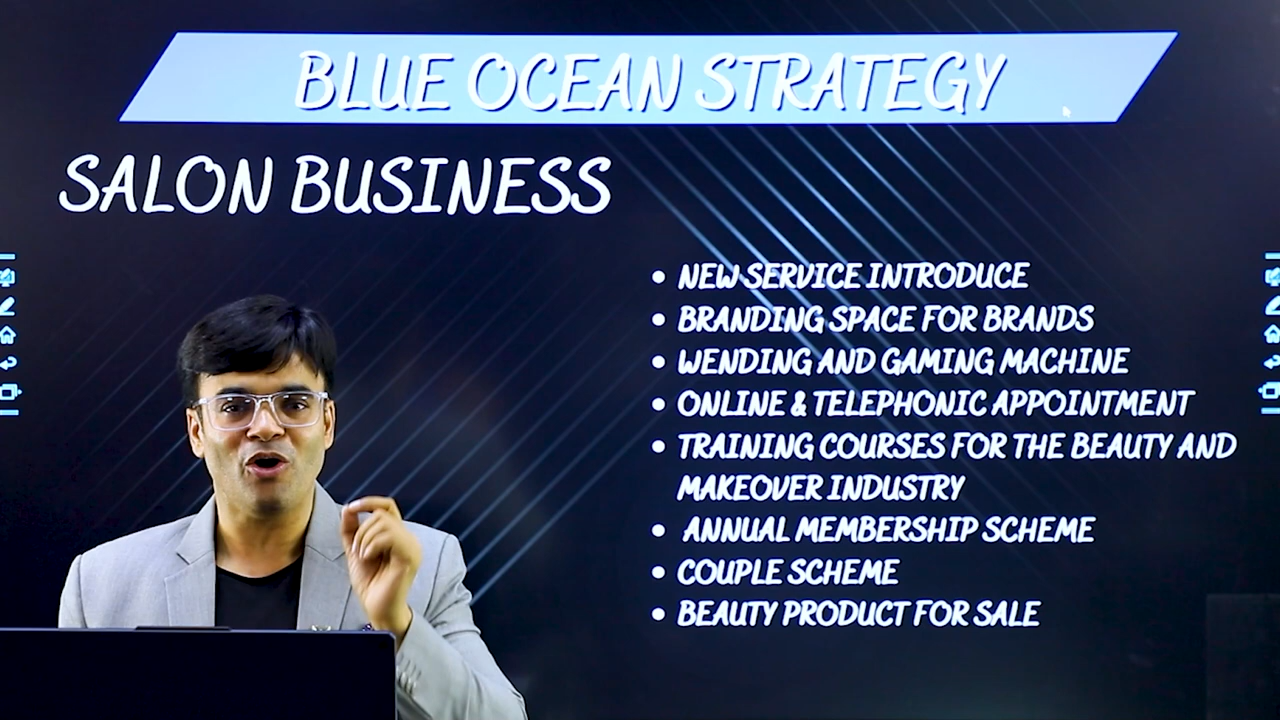 BLUE OCEAN STRATEGY
SALON BUSINESS
• NEW SERVICE INTRODUCE
• BRANDING SPACE FOR BRANDS
• WENDING AND GAMING MACHINE
• ONLINE & TELEPHONIC APPOINTMENT
• TRAINING COURSES FOR THE BEAUTY AND
MAKEOVER INDUSTRY
• ANNUAL MEMBERSHIP SCHEME
• COUPLE SCHEME
• BEAUTY PRODUCT FOR SALE